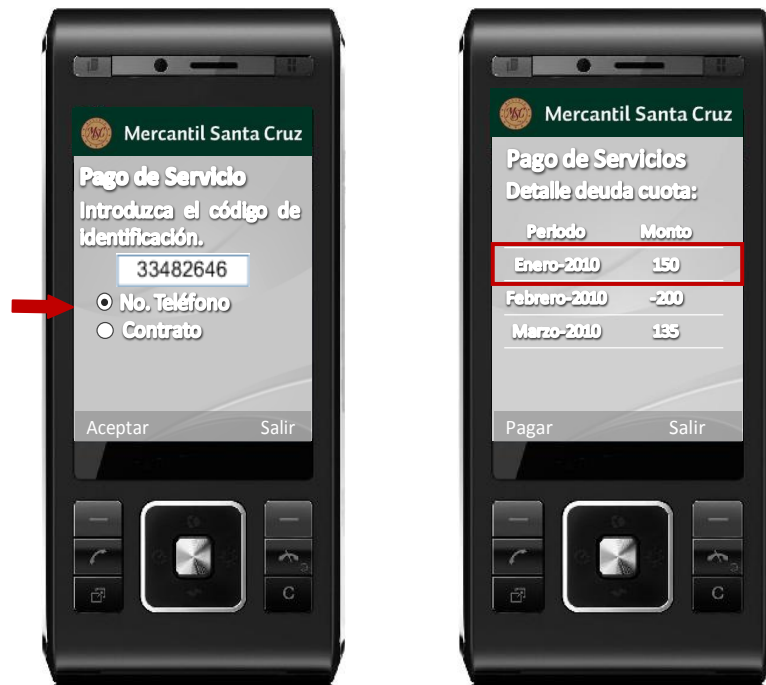 Mercantil Santa Cruz
Pago de Servicio
Introduzca el código de
identificación.
33482646
No. Teléfono
Contrato
Aceptar Salir
C
Mercantil Santa Cruz
Pago de Servicios
Detalle deuda cuota:
Periodo Monto
Enero-2010 150
Febrero-2010 -200
Marzo-2010 135
Pagar Salir
C